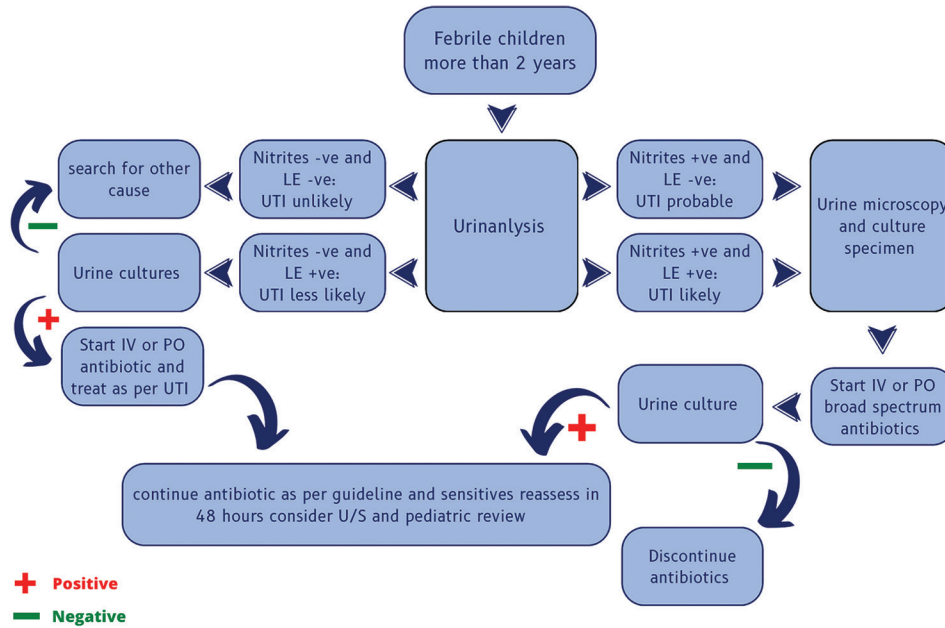 Febrile children
more than 2 years
search for other
cause
Nitrites -ve and
LE -ve:
UTI unlikely
Urinanlysis
Nitrites +ve and
LE -ve:
UTI probable
Urine microscopy
and culture
specimen
Urine cultures
Nitrites -ve and
LE +ve:
UTI less likely
Nitrites +ve and
LE +ve:
UTI likely
Start IV or PO
antibiotic and
treat as per UTI
Urine culture
Start IV or PO
broad spectrum
antibiotics
continue antibiotic as per guideline and sensitives reassess in
48 hours consider U/S and pediatric review
Discontinue
antibiotics
Positive
Negative